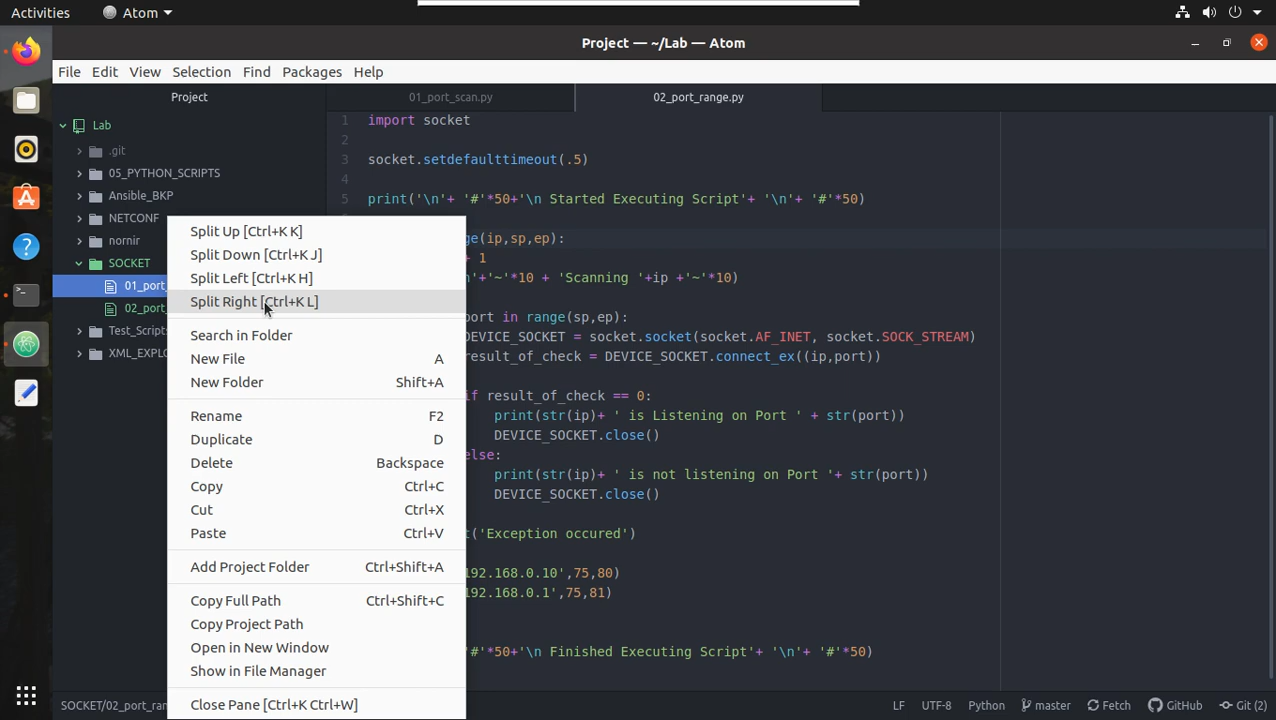 Activities
Atom
Project — ~/Lab — Atom
File Edit View Selection Find Packages Help
Project
01_port_scan.py
02_port_range.py
Lab
.git
05_PYTHON_SCRIPTS
Ansible_BKP
NETCONF
nornir
SOCKET
01_port_
02_port_
Test_Scripts
XML_EXPLO
Split Up [Ctrl+K K]
Split Down [Ctrl+K J]
Split Left [Ctrl+K H]
Split Right [Ctrl+K L]
Search in Folder
New File A
New Folder Shift+A
Rename F2
Duplicate D
Delete Backspace
Copy Ctrl+C
Cut Ctrl+X
Paste Ctrl+V
Add Project Folder Ctrl+Shift+A
Copy Full Path Ctrl+Shift+C
Copy Project Path
Open in New Window
Show in File Manager
Close Pane [Ctrl+K Ctrl+W]
1 import socket
2
3 socket.setdefaulttimeout(.5)
4
5 print('\n'+ '#'*50+'\n Started Executing Script'+ '\n'+ '#'*50)
ge(ip,sp,ep):
+ 1
n'+'~'*10 + 'Scanning '+ip +'~'*10)
ort in range(sp,ep):
DEVICE_SOCKET = socket.socket(socket.AF_INET, socket.SOCK_STREAM)
result_of_check = DEVICE_SOCKET.connect_ex((ip,port))
if result_of_check == 0:
print(str(ip)+ ' is Listening on Port ' + str(port))
DEVICE_SOCKET.close()
else:
print(str(ip)+ ' is not listening on Port '+ str(port))
DEVICE_SOCKET.close()
t('Exception occured')
192.168.0.10',75,80)
192.168.0.1',75,81)
'#'*50+'\n Finished Executing Script'+ '\n'+ '#'*50)
SOCKET/02_port_ran
LF UTF-8 Python master Fetch GitHub Git (2)